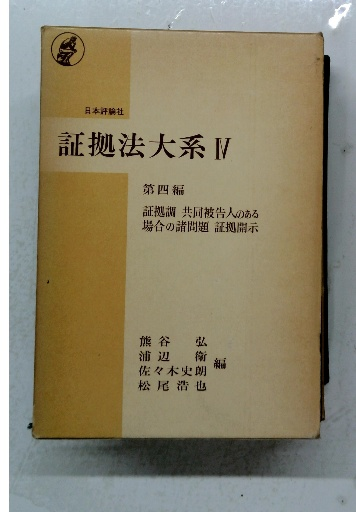 日本評論社
証拠法大系 Ⅳ
第四編
証拠調 共同被告人のある
場合の諸問題 証拠開示
熊谷 弘
浦辺 衛
佐々木史朗
松尾浩也
編